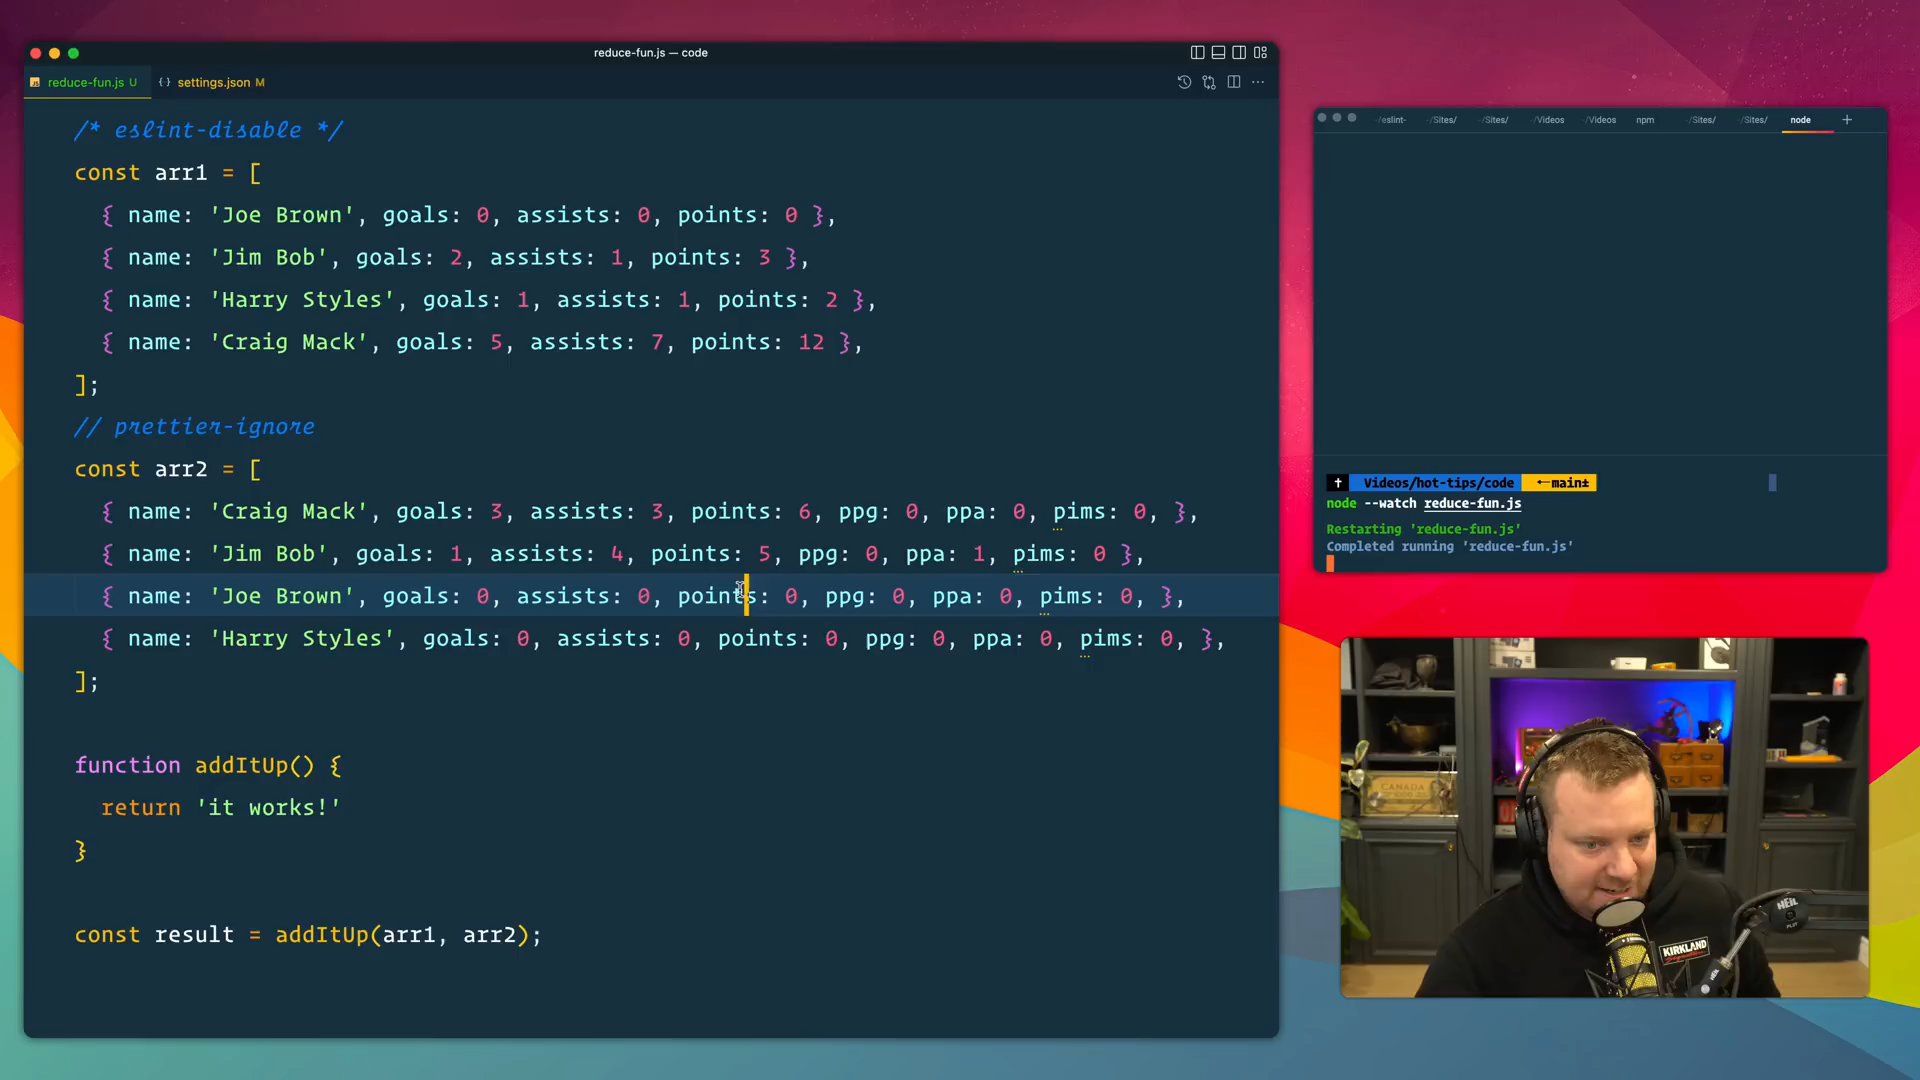 reduce-fun.js — code
reduce-fun.js U
settings.json M
/* eslint-disable */
const arr1 = [
{ name: 'Joe Brown', goals: 0, assists: 0, points: 0 },
{ name: 'Jim Bob', goals: 2, assists: 1, points: 3 },
{ name: 'Harry Styles', goals: 1, assists: 1, points: 2 },
{ name: 'Craig Mack', goals: 5, assists: 7, points: 12 },
];
// prettier-ignore
const arr2 = [
{ name: 'Craig Mack', goals: 3, assists: 3, points: 6, ppg: 0, ppa: 0, pims: 0, },
{ name: 'Jim Bob', goals: 1, assists: 4, points: 5, ppg: 0, ppa: 1, pims: 0 },
{ name: 'Joe Brown', goals: 0, assists: 0, points: 0, ppg: 0, ppa: 0, pims: 0, },
{ name: 'Harry Styles', goals: 0, assists: 0, points: 0, ppg: 0, ppa: 0, pims: 0, },
];
function addItUp() {
return 'it works!'
}
const result = addItUp(arr1, arr2);
/eslint- /Sites/ /Sites/ /Videos /Videos npm /Sites/ /Sites/ node
Videos/hot-tips/code main±
node --watch reduce-fun.js
Restarting 'reduce-fun.js'
Completed running 'reduce-fun.js'
CANADA
KIRKLAND
Signature
NEIL